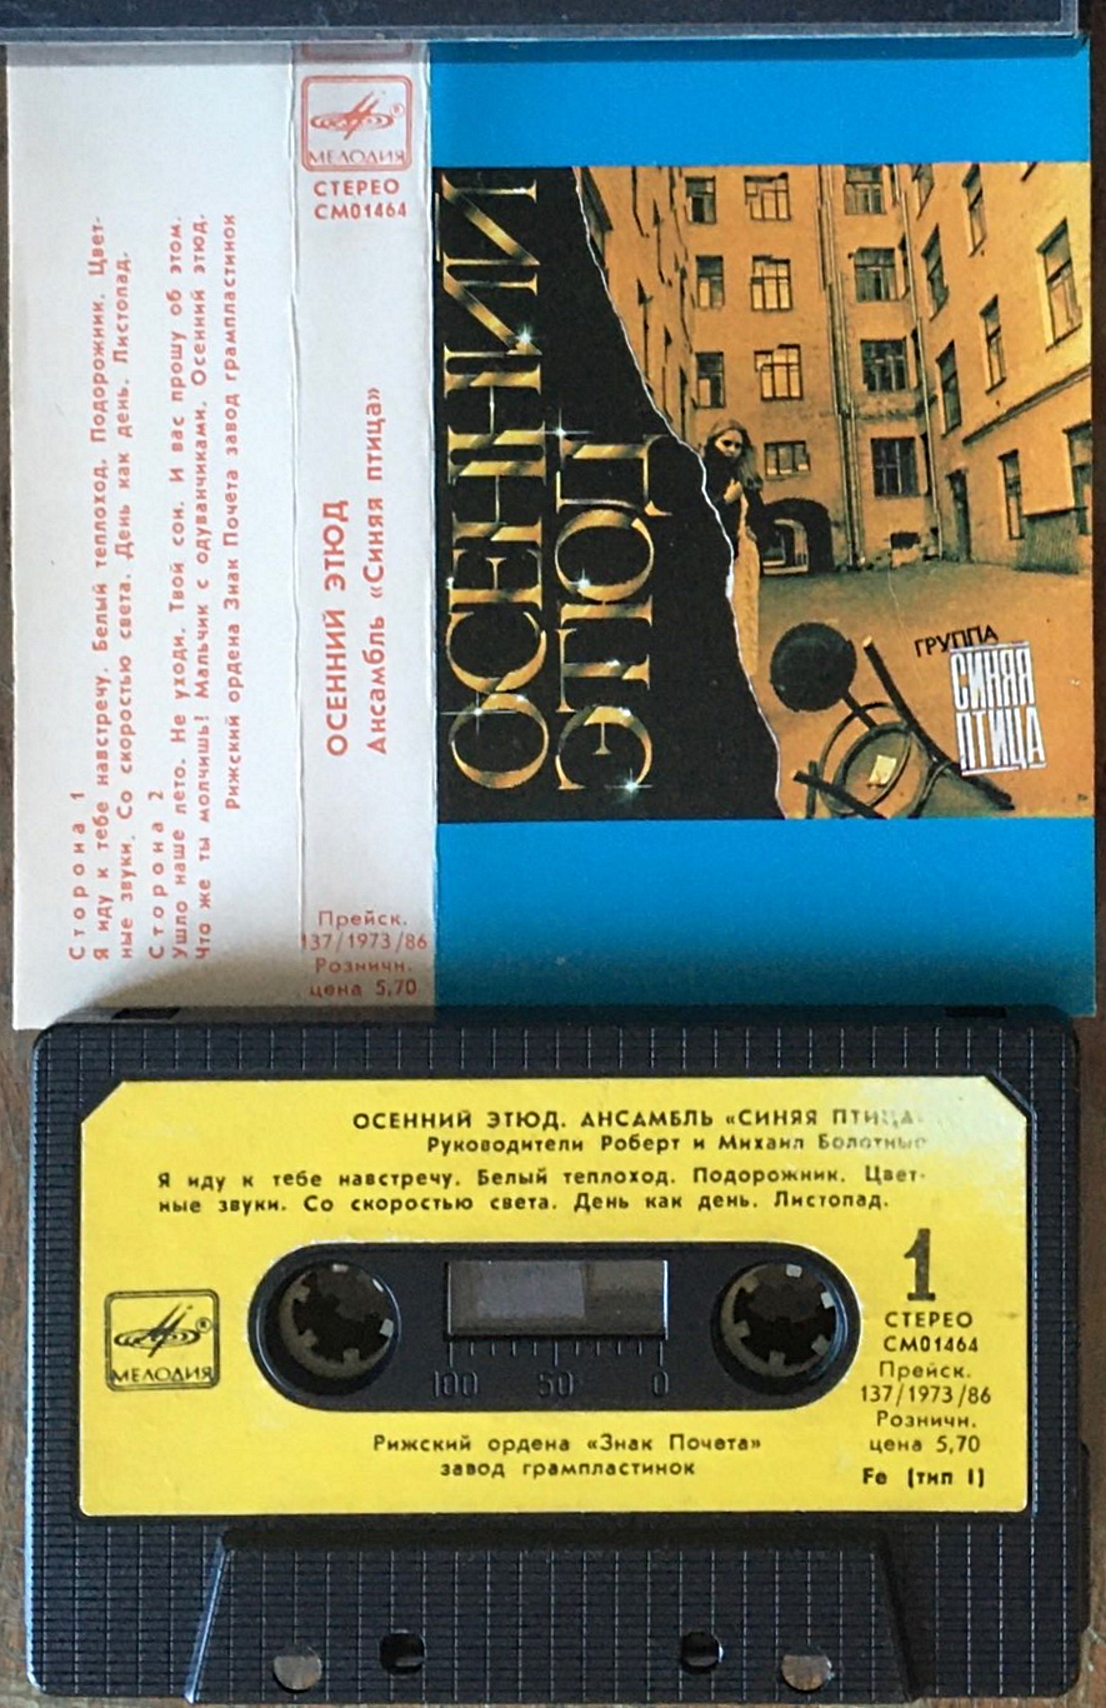 Сторона 1
Я иду к тебе навстречу. Белый теплоход. Подорожник. Цвет-
ные звуки. Со скоростью света. День как день. Листопад.
Сторона 2
Ушло наше лето. Не уходи. Твой сон. И вас прошу об этом.
Что же ты молчишь! Мальчик с одуванчиками. Осенний этюд.
Рижский ордена Знак Почета завод грампластинок
МЕЛОДИЯ
СТЕРЕО
СМ01464
ОСЕННИЙ ЭТЮД
Ансамбль «Синяя птица»
Прейск.
137/1973/86
Розничн.
цена 5,70
ОСЕННИЙ
ЭТЮД
ГРУППА
СИНЯЯ
ПТИЦА
ОСЕННИЙ ЭТЮД. АНСАМБЛЬ «СИНЯЯ ПТИЦА»
Руководители Роберт и Михаил Болотные
Я иду к тебе навстречу. Белый теплоход. Подорожник. Цвет-
ные звуки. Со скоростью света. День как день. Листопад.
1
СТЕРЕО
СМ01464
Прейск.
137/1973/86
Розничн.
цена 5,70
Fe (тип I)
МЕЛОДИЯ
100 50 0
Рижский ордена «Знак Почета»
завод грампластинок